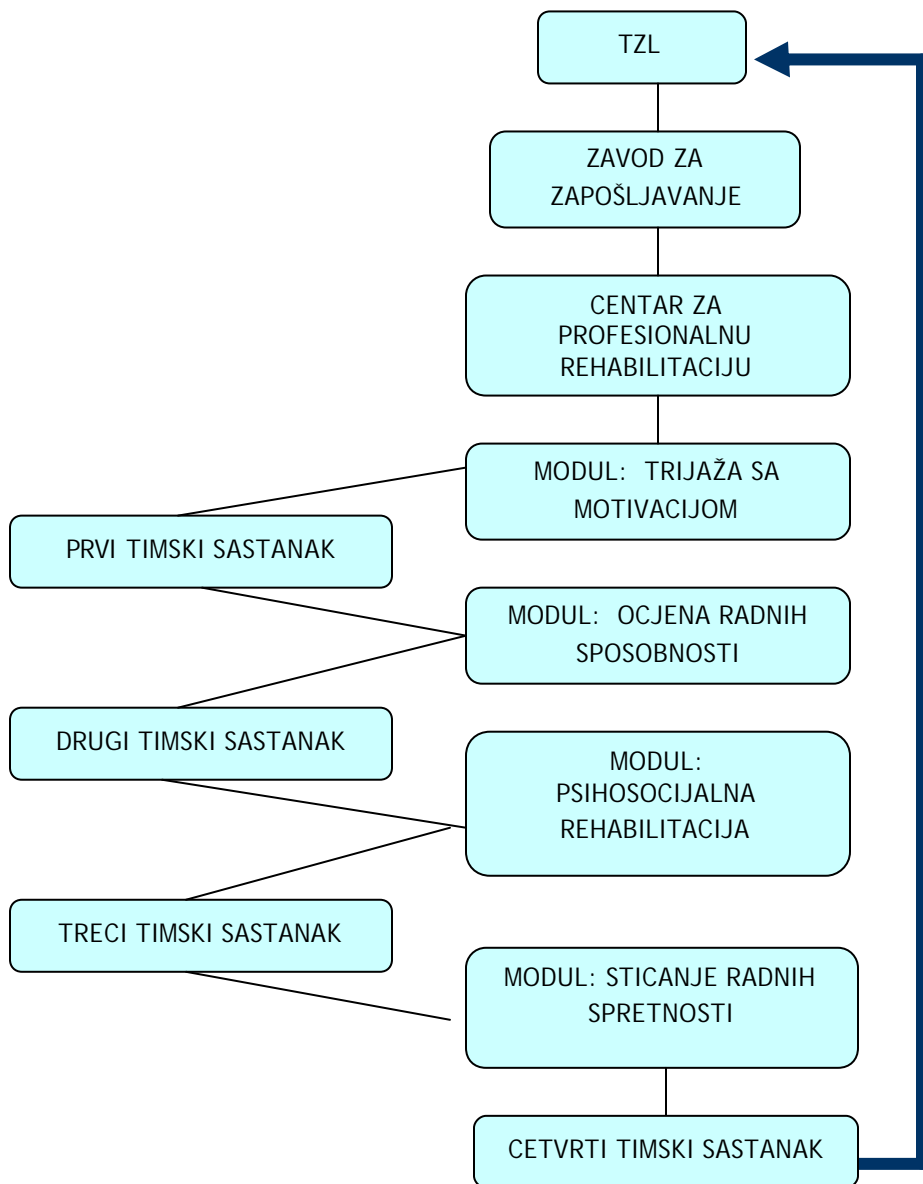 TZL
ZAVOD ZA
ZAPOŠLJAVANJE
CENTAR ZA
PROFESIONALNU
REHABILITACIJU
MODUL: TRIJAŽA SA
MOTIVACIJOM
PRVI TIMSKI SASTANAK
MODUL: OCJENA RADNIH
SPOSOBNOSTI
DRUGI TIMSKI SASTANAK
MODUL:
PSIHOSOCIJALNA
REHABILITACIJA
TRECI TIMSKI SASTANAK
MODUL: STICANJE RADNIH
SPRETNOSTI
CETVRTI TIMSKI SASTANAK